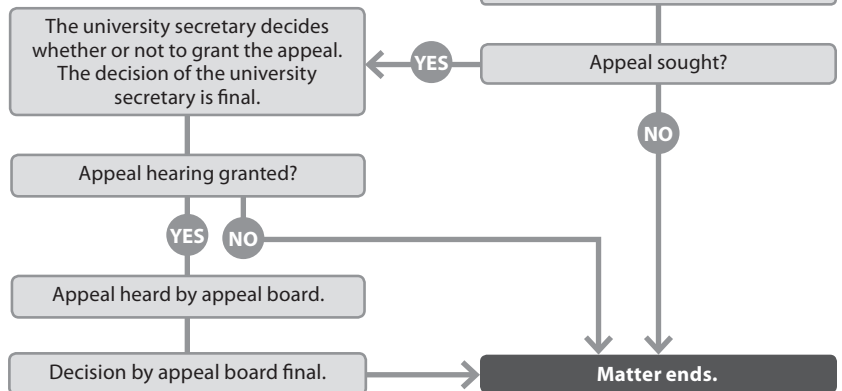 The university secretary decides
whether or not to grant the appeal.
The decision of the university
secretary is final.
YES
Appeal sought?
NO
Appeal hearing granted?
YES
NO
Appeal heard by appeal board.
Decision by appeal board final.
Matter ends.